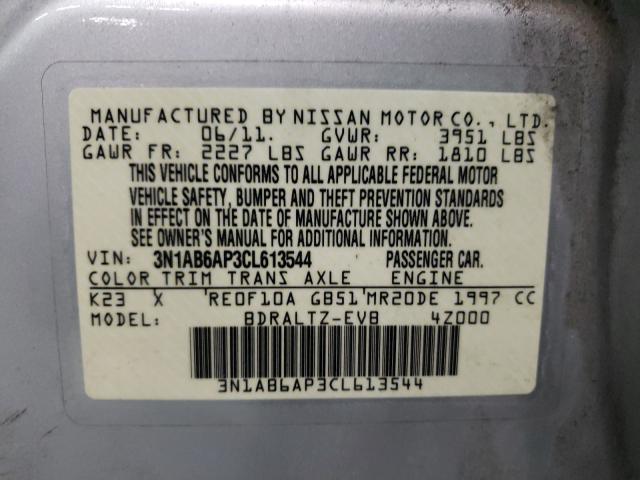 MANUFACTURED BY NISSAN MOTOR CO., LTD.
DATE: 06/11. GVWR: 3951 LBS
GAWR FR: 2227 LBS GAWR RR: 1810 LBS
THIS VEHICLE CONFORMS TO ALL APPLICABLE FEDERAL MOTOR
VEHICLE SAFETY, BUMPER AND THEFT PREVENTION STANDARDS
IN EFFECT ON THE DATE OF MANUFACTURE SHOWN ABOVE.
SEE OWNER'S MANUAL FOR ADDITIONAL INFORMATION.
VIN: 3N1AB6AP3CL613544 PASSENGER CAR.
COLOR TRIM TRANS AXLE ENGINE
K23 X 'RE0F10A GB51'MR20DE 1997 CC
MODEL: BDRALTZ-EVB 4Z000
3N1AB6AP3CL613544